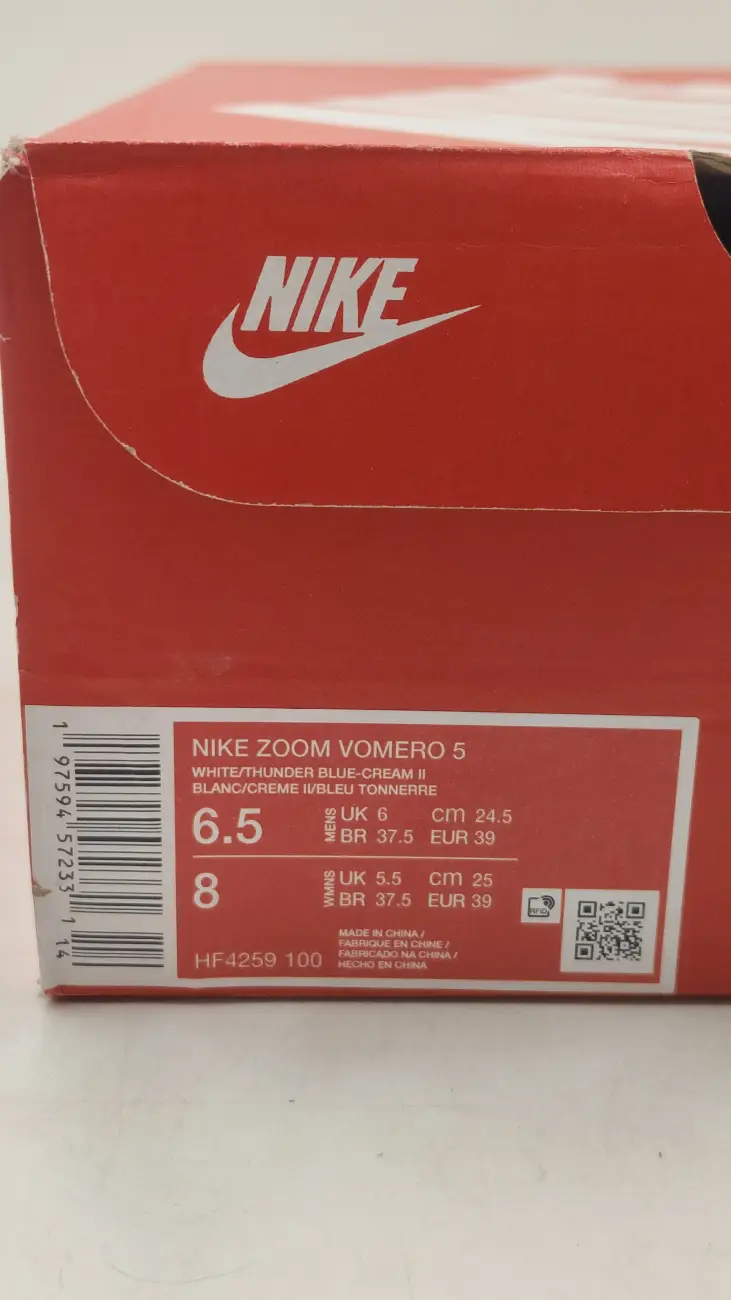 NIKE
NIKE ZOOM VOMERO 5
WHITE/THUNDER BLUE-CREAM II
BLANC/CREME II/BLEU TONNERRE
6.5 MENS UK 6 cm 24.5
BR 37.5 EUR 39
8 WMNS UK 5.5 cm 25
BR 37.5 EUR 39
RFID
HF4259 100
MADE IN CHINA /
FABRIQUE EN CHINE /
FABRICADO NA CHINA /
HECHO EN CHINA
1 97594 57233 1 14